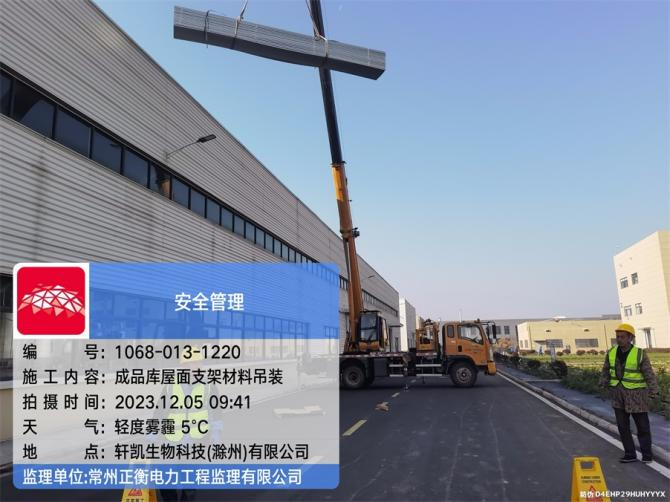 安全管理
编 号: 1068-013-1220
施工内容: 成品库屋面支架材料吊装
拍摄时间: 2023.12.05 09:41
天 气: 轻度雾霾 5°C
地 点: 轩凯生物科技(滁州)有限公司
监理单位:常州正衡电力工程监理有限公司
防伪 D4EHP29HUHYYYX